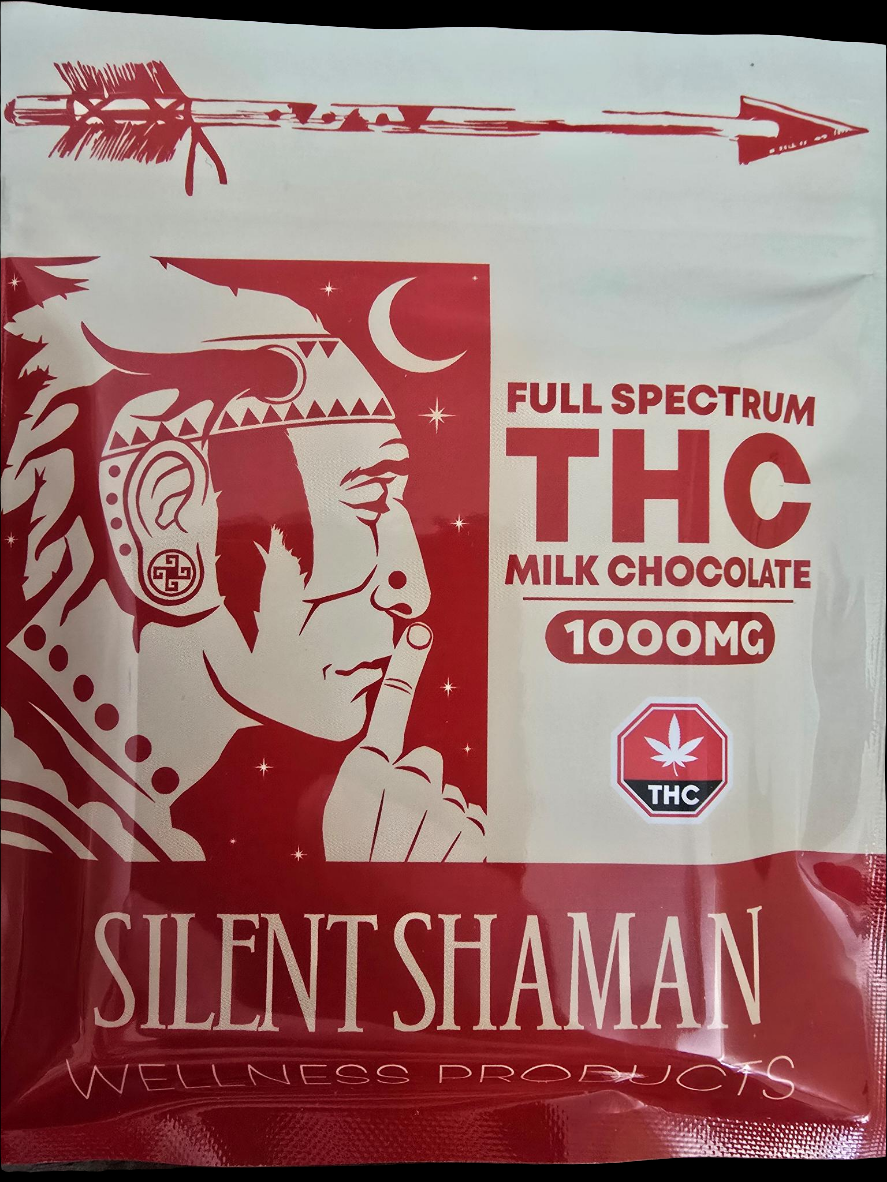 FULL SPECTRUM
THC
MILK CHOCOLATE
1000MG
THC
SILENT SHAMAN
WELLNESS PRODUCTS